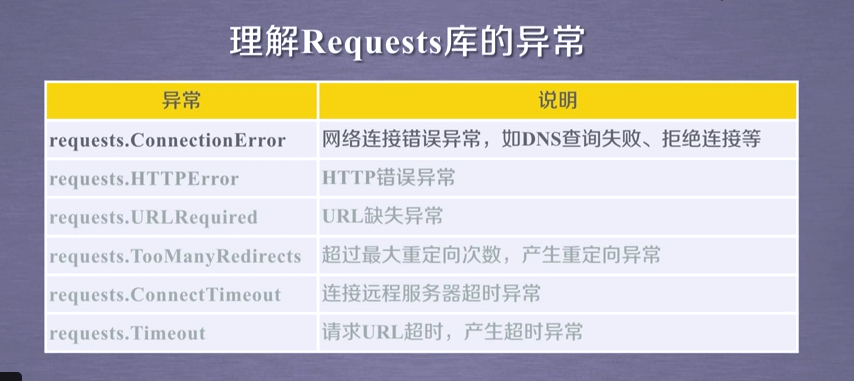 理解Requests库的异常
异常 说明
requests.ConnectionError 网络连接错误异常，如DNS查询失败、拒绝连接等
requests.HTTPError HTTP错误异常
requests.URLRequired URL缺失异常
requests.TooManyRedirects 超过最大重定向次数，产生重定向异常
requests.ConnectTimeout 连接远程服务器超时异常
requests.Timeout 请求URL超时，产生超时异常